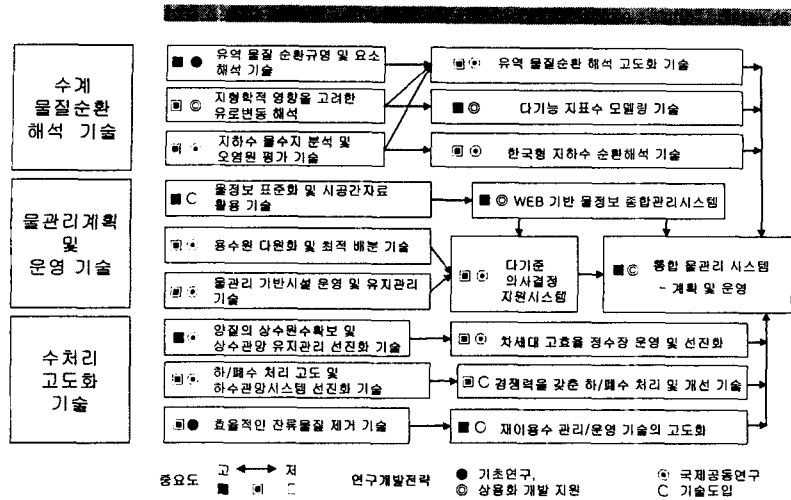 수계
물질순환
해석 기술
유역 물질 순환규명 및 요소
해석 기술
유역 물질순환 해석 고도화 기술
지형학적 영향을 고려한
유로변동 해석
다기능 지표수 모델링 기술
지하수 물수지 분석 및
오염원 평가 기술
한국형 지하수 순환해석 기술
물관리계획
및
운영 기술
물정보 표준화 및 시공간자료
활용 기술
WEB 기반 물정보 종합관리시스템
용수원 다원화 및 최적 배분 기술
다기준
의사결정
지원시스템
통합 물관리 시스템
- 계획 및 운영
물관리 기반시설 운영 및 유지관리
기술
수처리
고도화
기술
양질의 상수원수확보 및
상수관망 유지관리 선진화 기술
차세대 고효율 정수장 운영 및 선진화
하/폐수 처리 고도 및
하수관망시스템 선진화 기술
경쟁력을 갖춘 하/폐수 처리 및 개선 기술
효율적인 잔류물질 제거 기술
재이용수 관리/운영 기술의 고도화
중요도 고 저
연구개발전략 ● 기초연구, 국제공동연구
◎ 상용화 개발 지원 기술도입